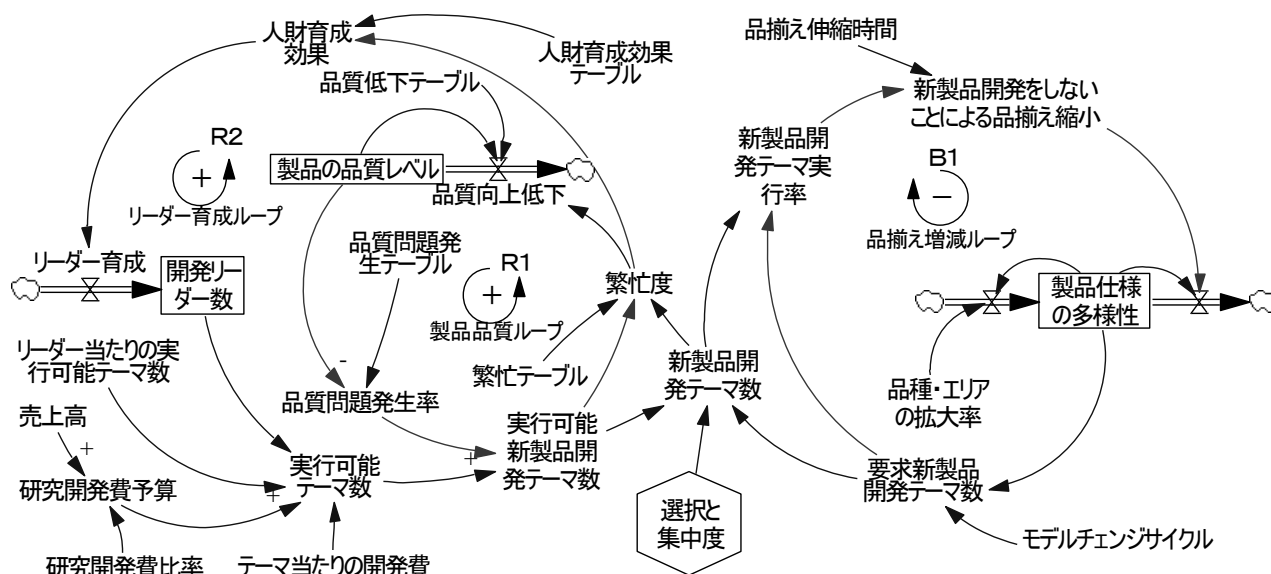 人財育成
効果
人財育成効果
テーブル
品質低下テーブル
品揃え伸縮時間
新製品開発をしない
ことによる品揃え縮小
新製品開
発テーマ実
行率
R2
+
リーダー育成ループ
製品の品質レベル
品質向上低下
B1
−
品揃え増減ループ
リーダー育成
開発リー
ダー数
品質問題発
生テーブル
R1
+
製品品質ループ
繁忙度
製品仕様
の多様性
リーダー当たりの実
行可能テーマ数
繁忙テーブル
新製品開
発テーマ数
品種・エリア
の拡大率
-
品質問題発生率
売上高
+
実行可能
新製品開
発テーマ数
+
実行可能
テーマ数
+
研究開発費予算
要求新製品
開発テーマ数
選択と
集中度
モデルチェンジサイクル
研究開発費比率
テーマ当たりの開発費